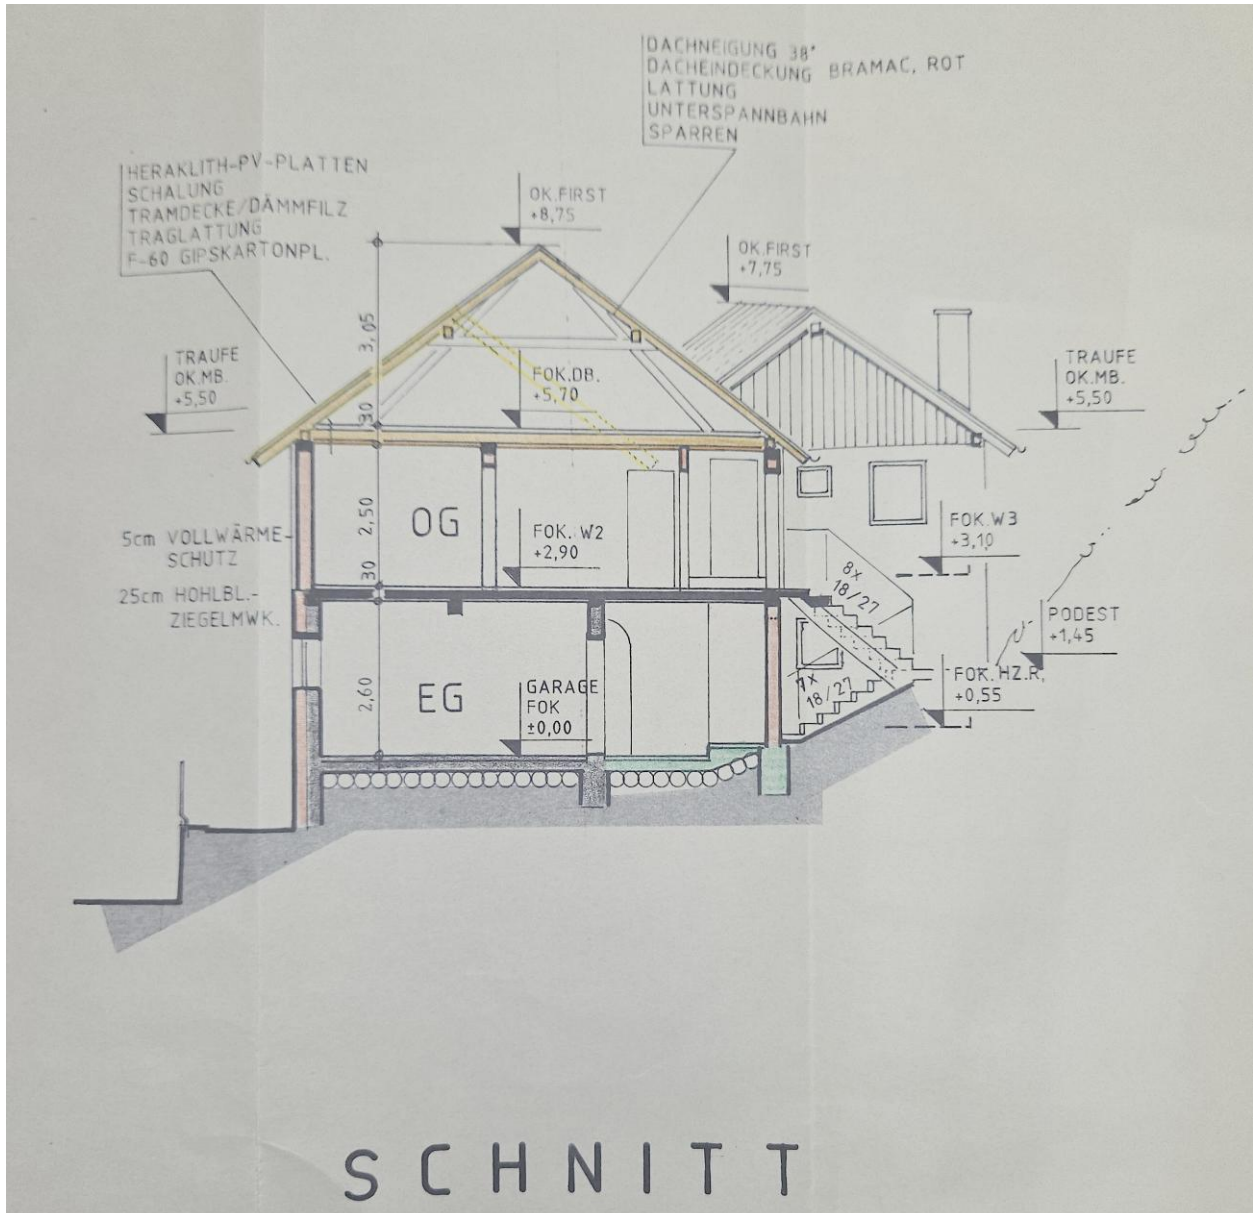 DACHNEIGUNG 38°
DACHEINDECKUNG BRAMAC, ROT
LATTUNG
UNTERSPANNBAHN
SPARREN
HERAKLITH-PV-PLATTEN
SCHALUNG
TRAMDECKE/DÄMMFILZ
TRAGLATTUNG
F-60 GIPSKARTONPL.
OK.FIRST
+8,75
OK.FIRST
+7,75
3,05
TRAUFE
OK.MB.
+5,50
FOK.DB.
+5,70
TRAUFE
OK.MB.
+5,50
30
2,50
OG
5cm VOLLWÄRME-
SCHUTZ
FOK. W2
+2,90
FOK.W3
+3,10
30
25cm HOHLBL.-
ZIEGELMWK.
8x
18/27
PODEST
+1,45
2,60
EG
GARAGE
FOK
±0,00
7x
18/27
FOK.HZ.R.
+0,55
SCHNITT